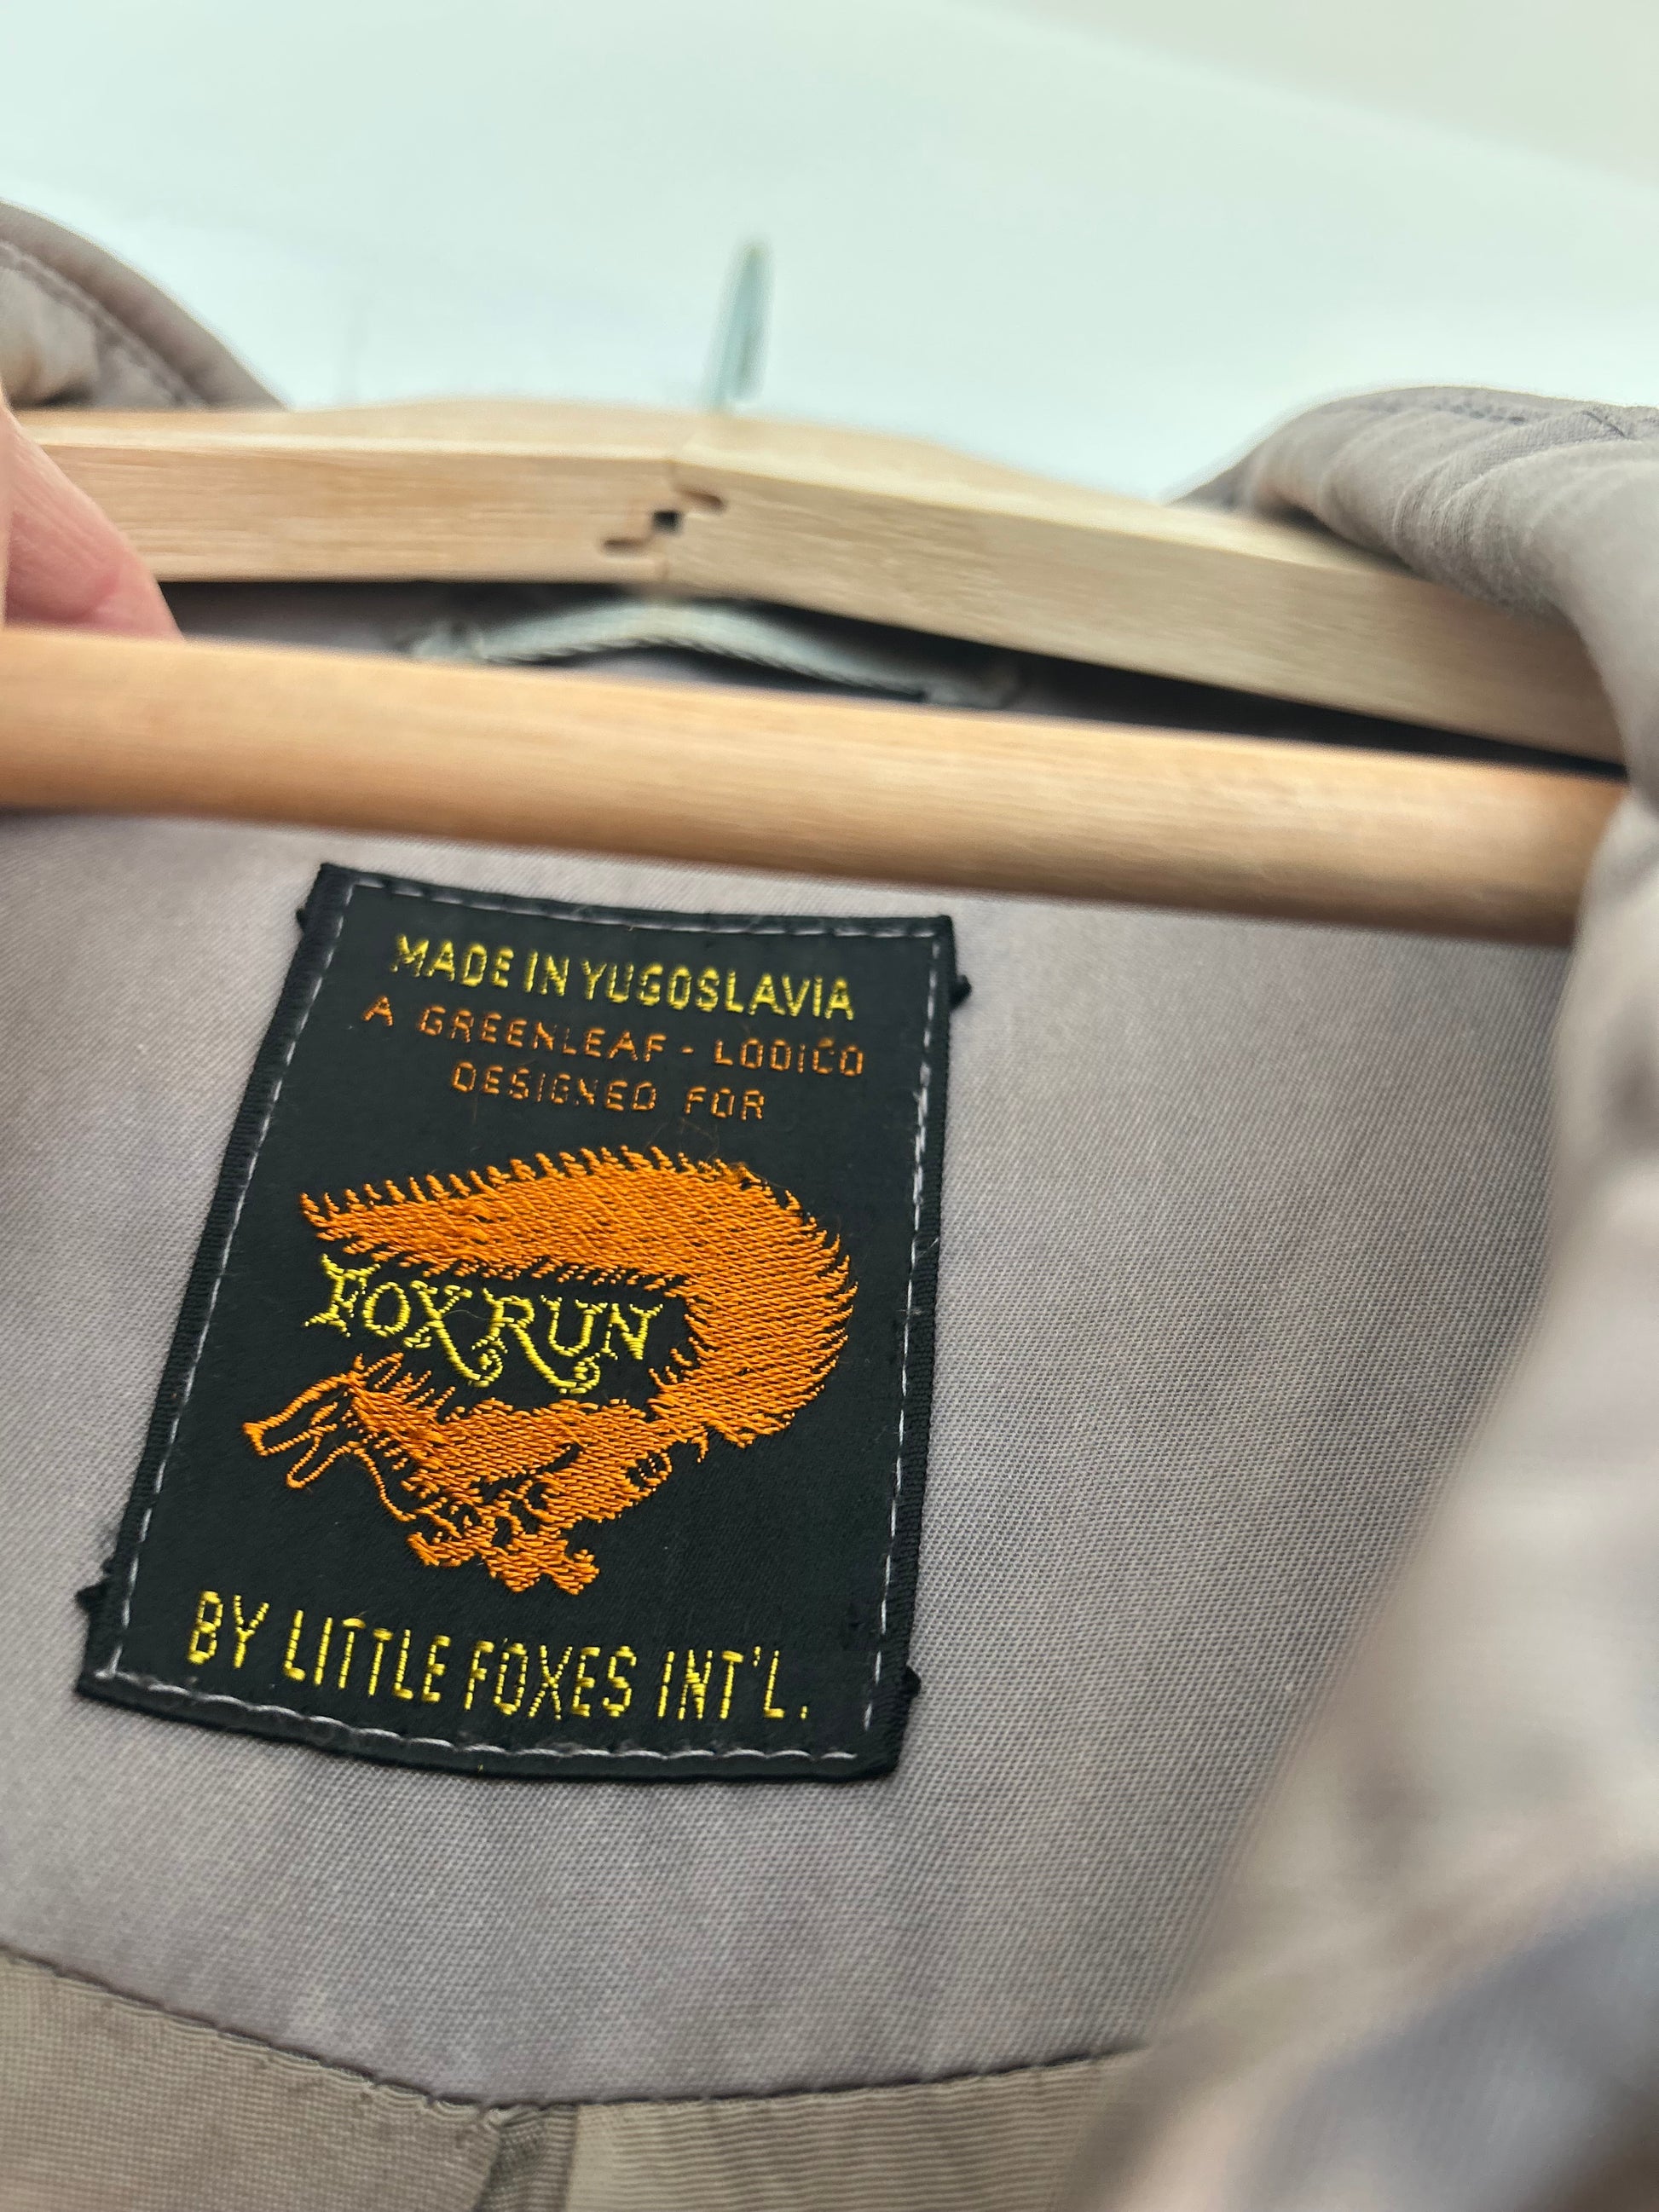 MADE IN YUGOSLAVIA
A GREENLEAF - LODICO
DESIGNED FOR
FOX RUN
BY LITTLE FOXES INT'L.